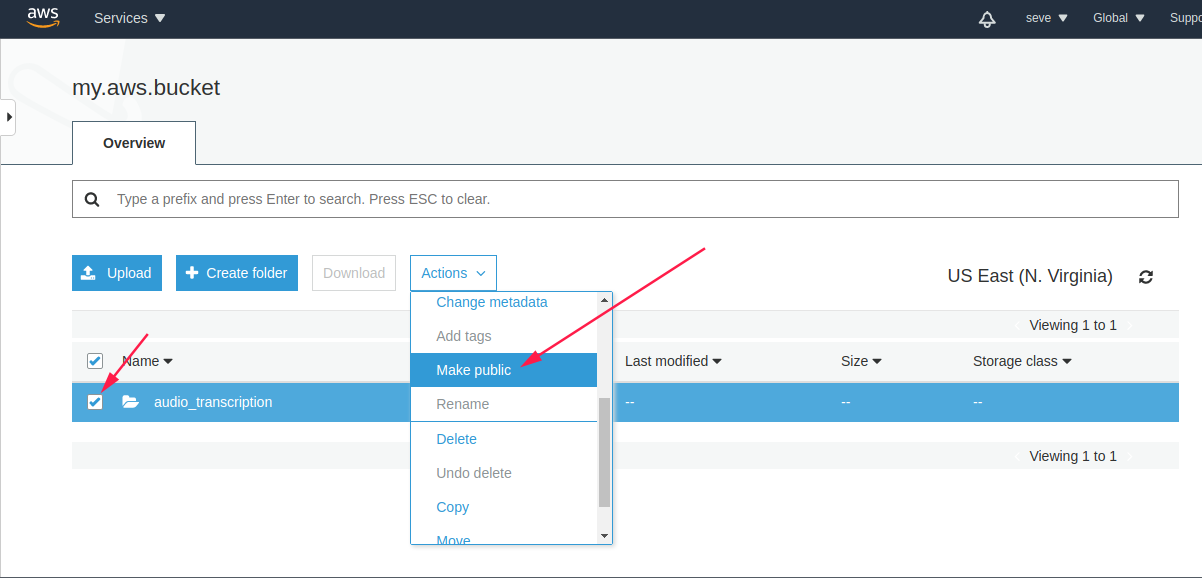 aws Services seve Global Suppo
my.aws.bucket
Overview
Type a prefix and press Enter to search. Press ESC to clear.
Upload Create folder Download Actions US East (N. Virginia)
Change metadata
Viewing 1 to 1
Add tags
Name Last modified Size Storage class
Make public
audio_transcription -- -- --
Rename
Delete
Viewing 1 to 1
Undo delete
Copy
Move